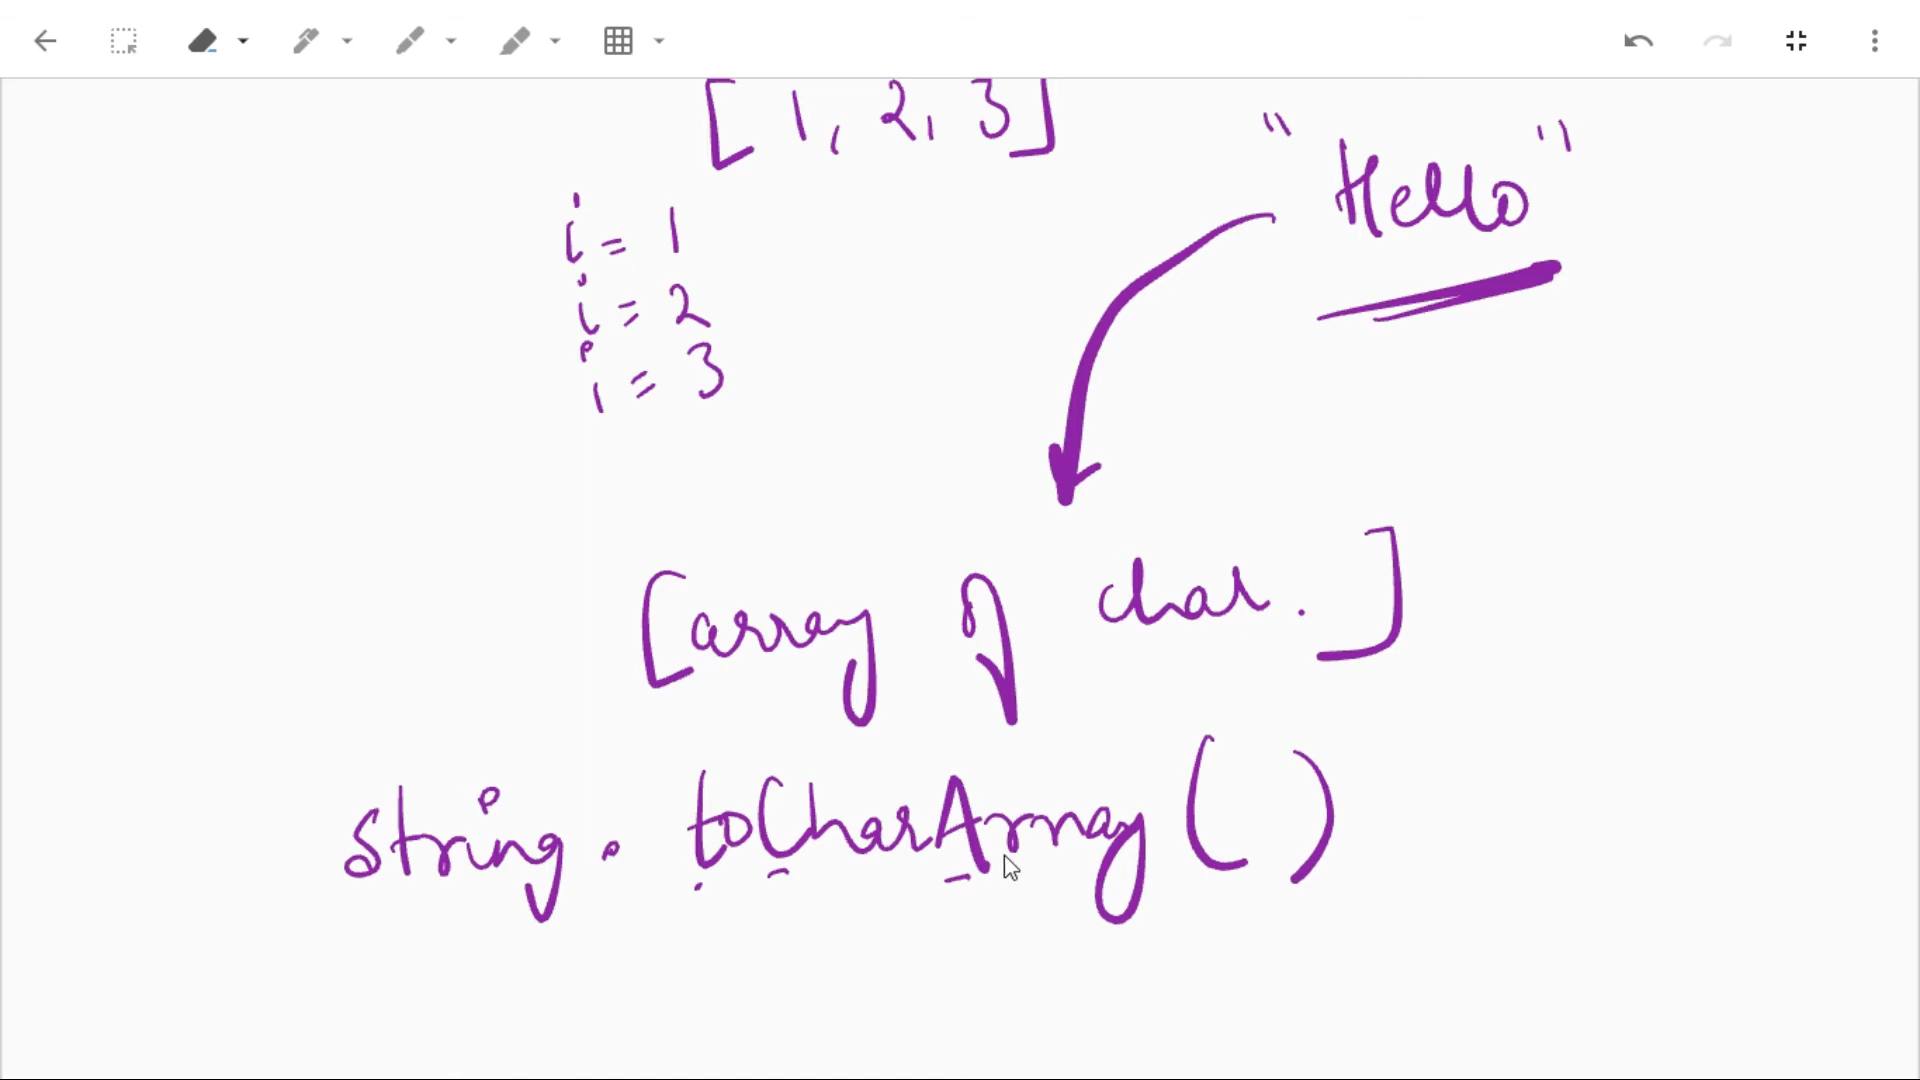 [ 1, 2, 3 ]
"Hello"
i = 1
i = 2
i = 3
[array of char.]
string. toCharArray ( )